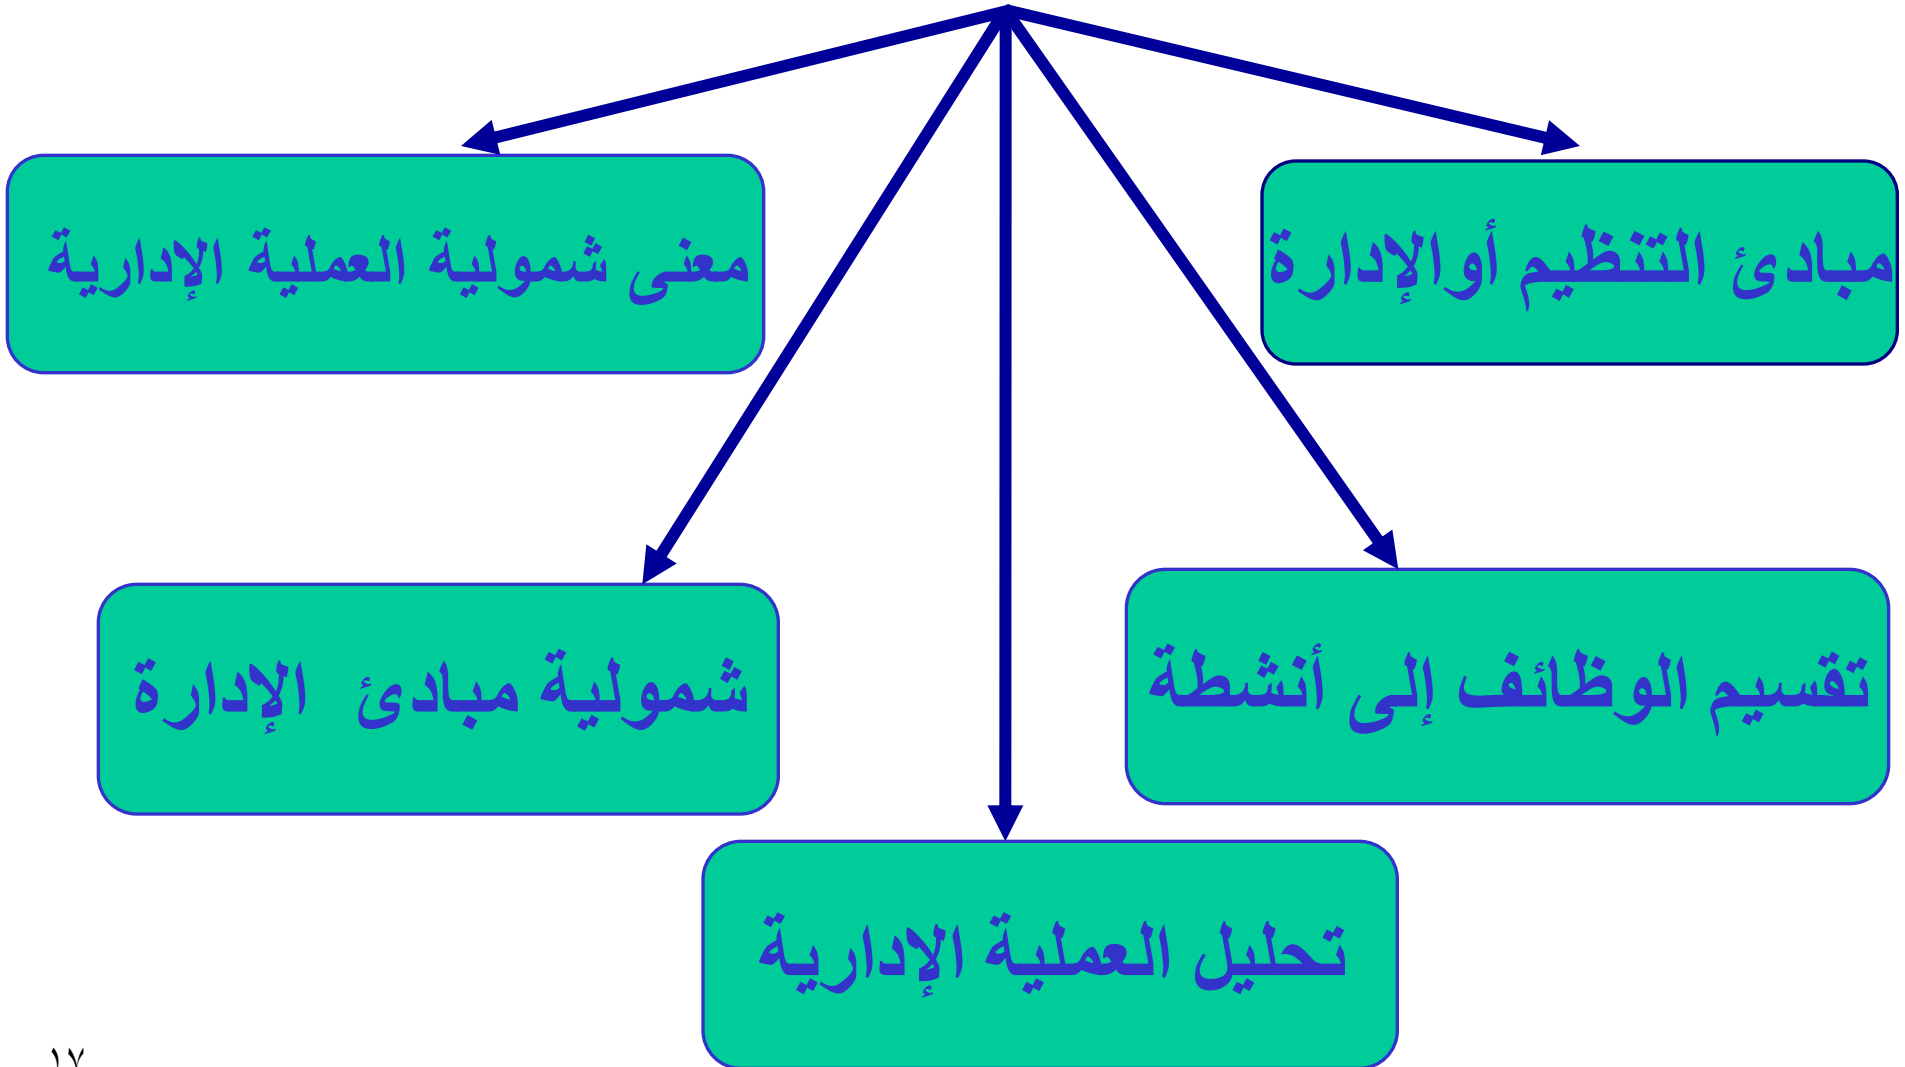 مبادئ التنظيم أوالإدارة
معنى شمولية العملية الإدارية
تقسيم الوظائف إلى أنشطة
شمولية مبادئ الإدارة
تحليل العملية الإدارية
١٧